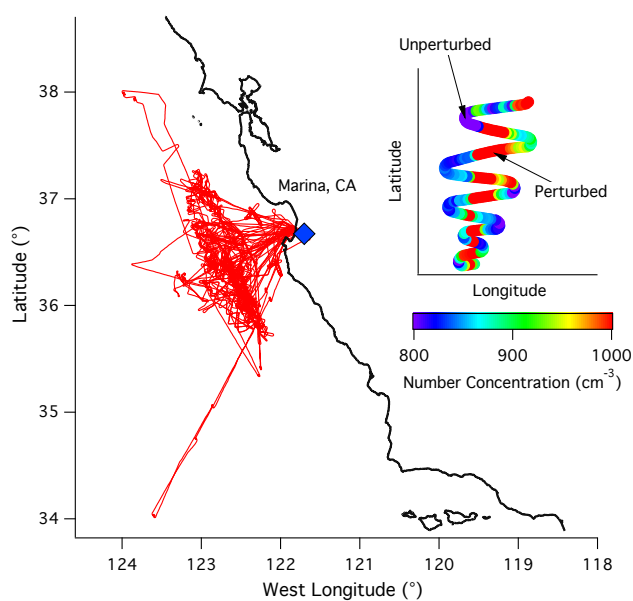 Unperturbed
38
37
36
35
34
Latitude (°)
Marina, CA
Latitude
Perturbed
Longitude
800
900
1000
Number Concentration (cm-3)
124
123
122
121
120
119
118
West Longitude (°)